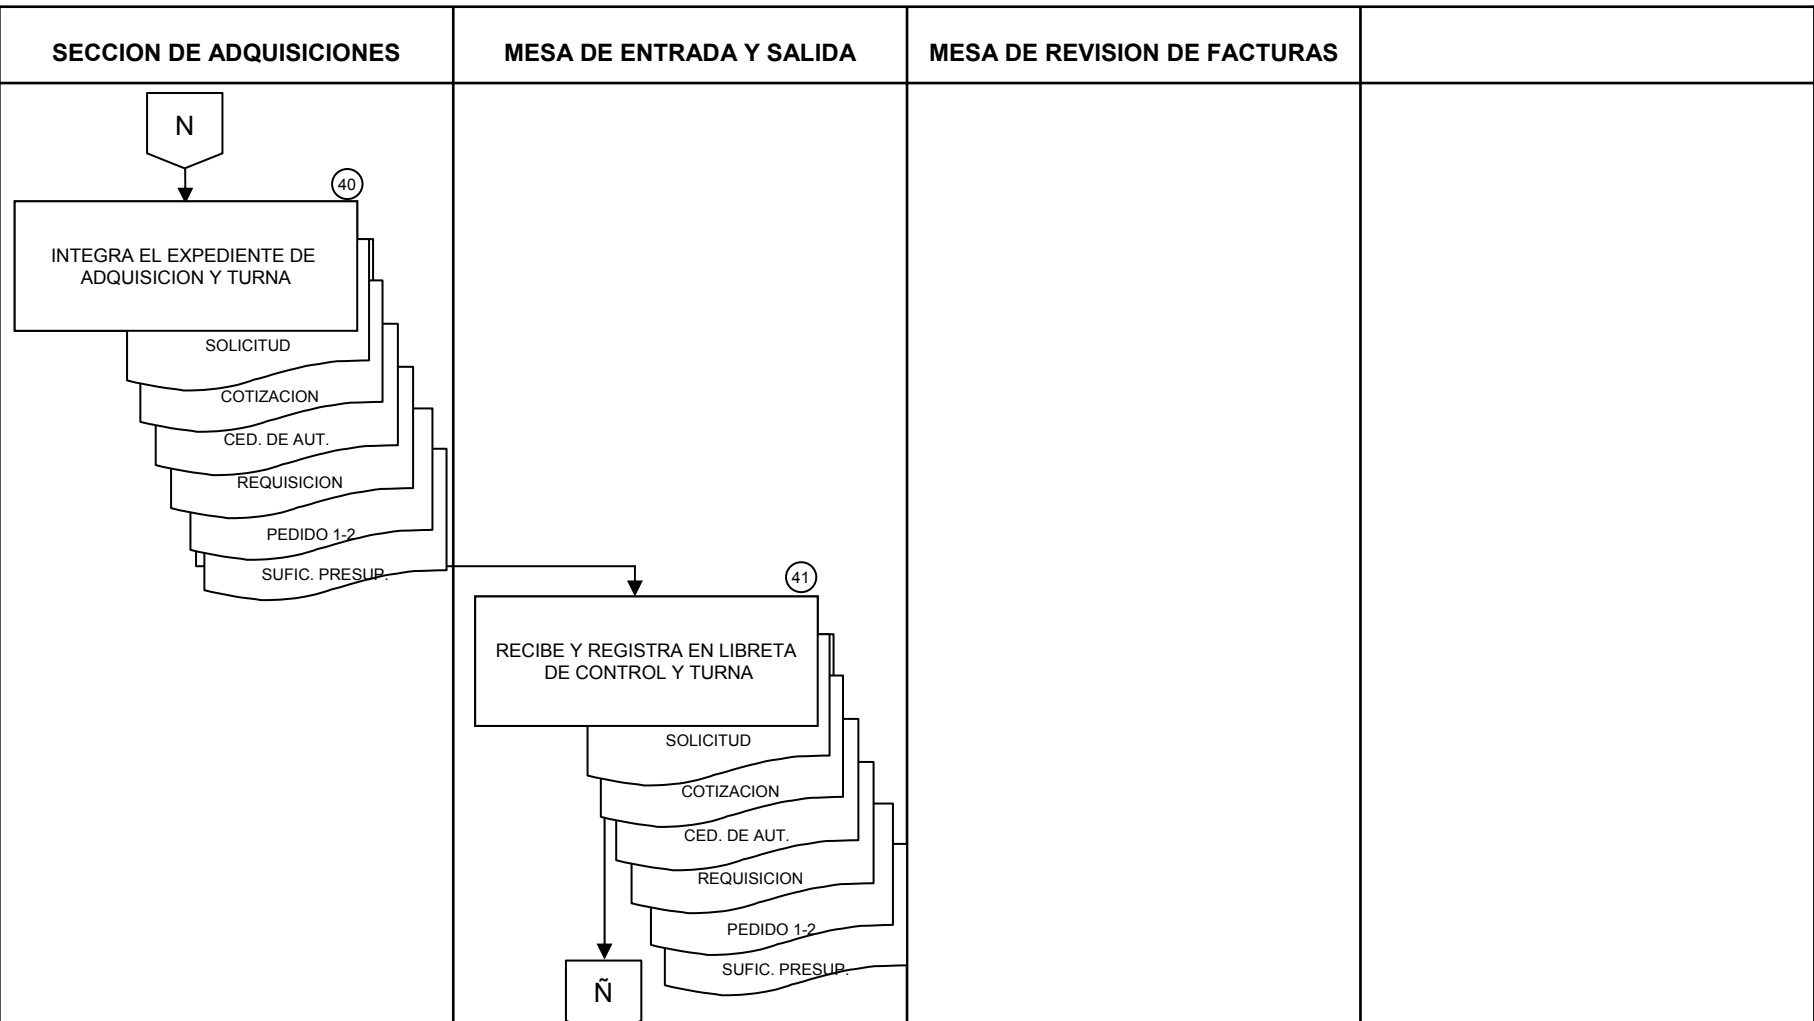 SECCION DE ADQUISICIONES
MESA DE ENTRADA Y SALIDA
MESA DE REVISION DE FACTURAS
N
40
INTEGRA EL EXPEDIENTE DE
ADQUISICION Y TURNA
SOLICITUD
COTIZACION
CED. DE AUT.
REQUISICION
PEDIDO 1-2
SUFIC. PRESUP.
41
RECIBE Y REGISTRA EN LIBRETA
DE CONTROL Y TURNA
SOLICITUD
COTIZACION
CED. DE AUT.
REQUISICION
PEDIDO 1-2
SUFIC. PRESUP.
Ñ